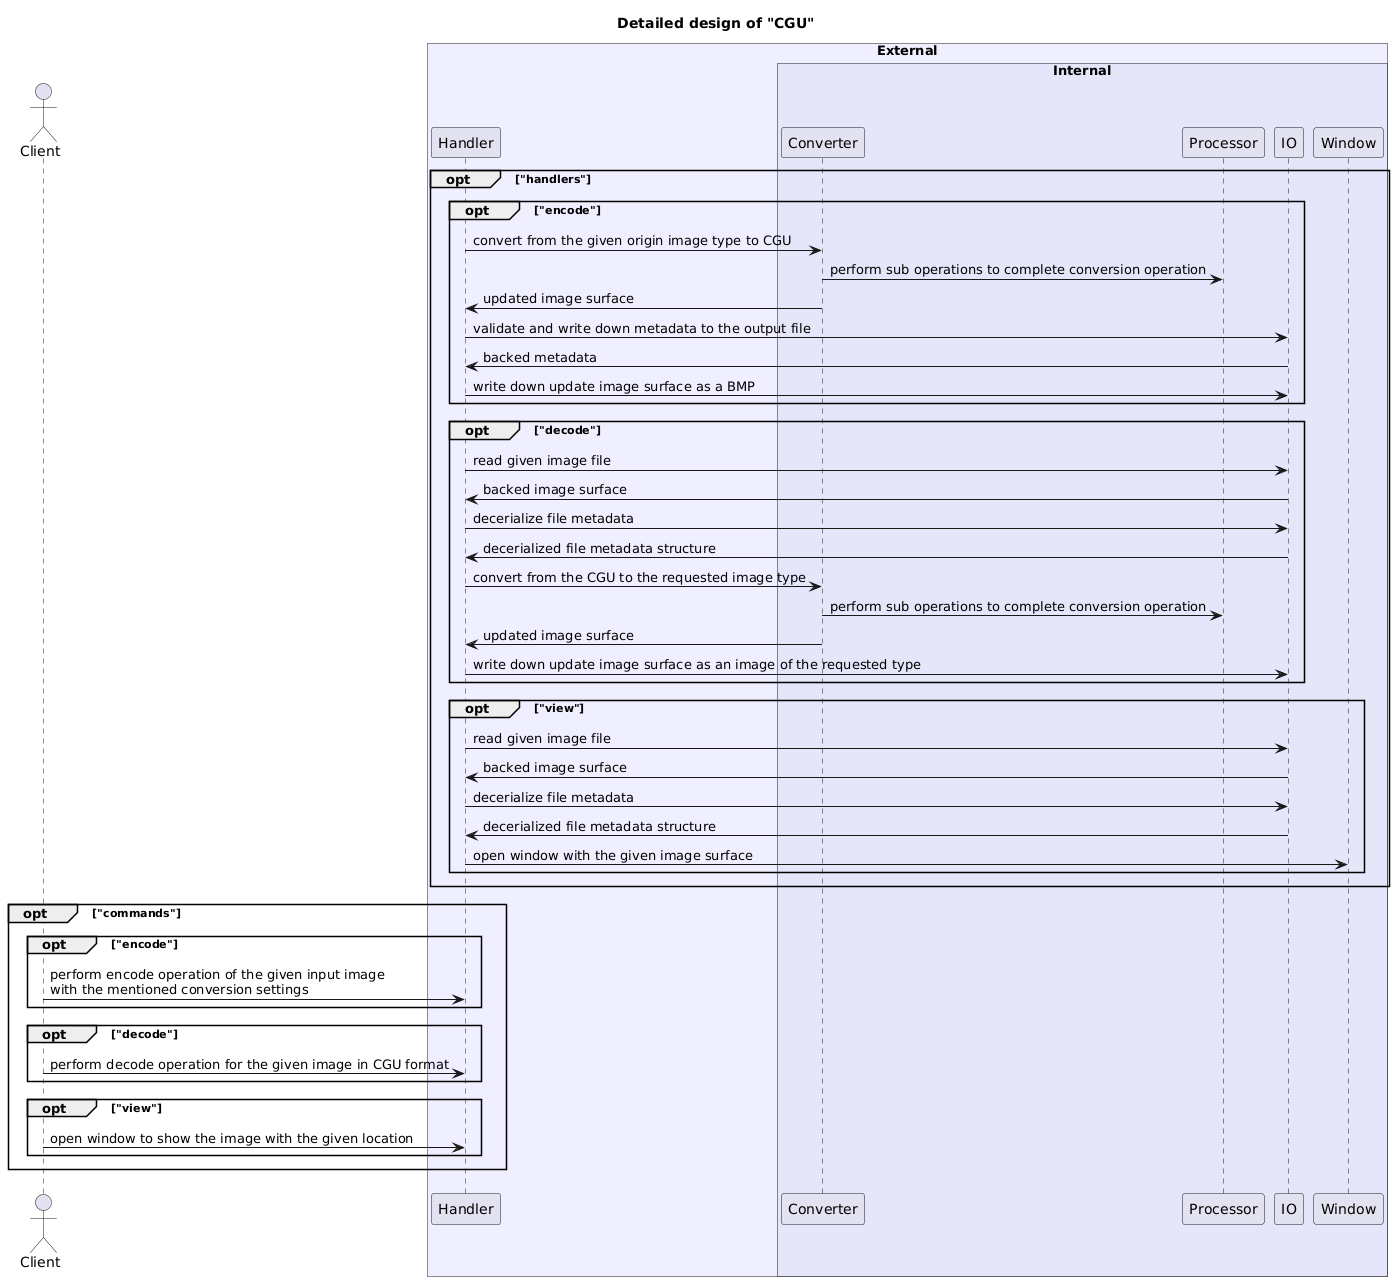 Detailed design of "CGU"
External
Internal
Client
Handler
Converter
Processor
IO
Window
opt ["handlers"]
opt ["encode"]
convert from the given origin image type to CGU
perform sub operations to complete conversion operation
updated image surface
validate and write down metadata to the output file
backed metadata
write down update image surface as a BMP
opt ["decode"]
read given image file
backed image surface
decerialize file metadata
decerialized file metadata structure
convert from the CGU to the requested image type
perform sub operations to complete conversion operation
updated image surface
write down update image surface as an image of the requested type
opt ["view"]
read given image file
backed image surface
decerialize file metadata
decerialized file metadata structure
open window with the given image surface
opt ["commands"]
opt ["encode"]
perform encode operation of the given input image
with the mentioned conversion settings
opt ["decode"]
perform decode operation for the given image in CGU format
opt ["view"]
open window to show the image with the given location
Client
Handler
Converter
Processor
IO
Window